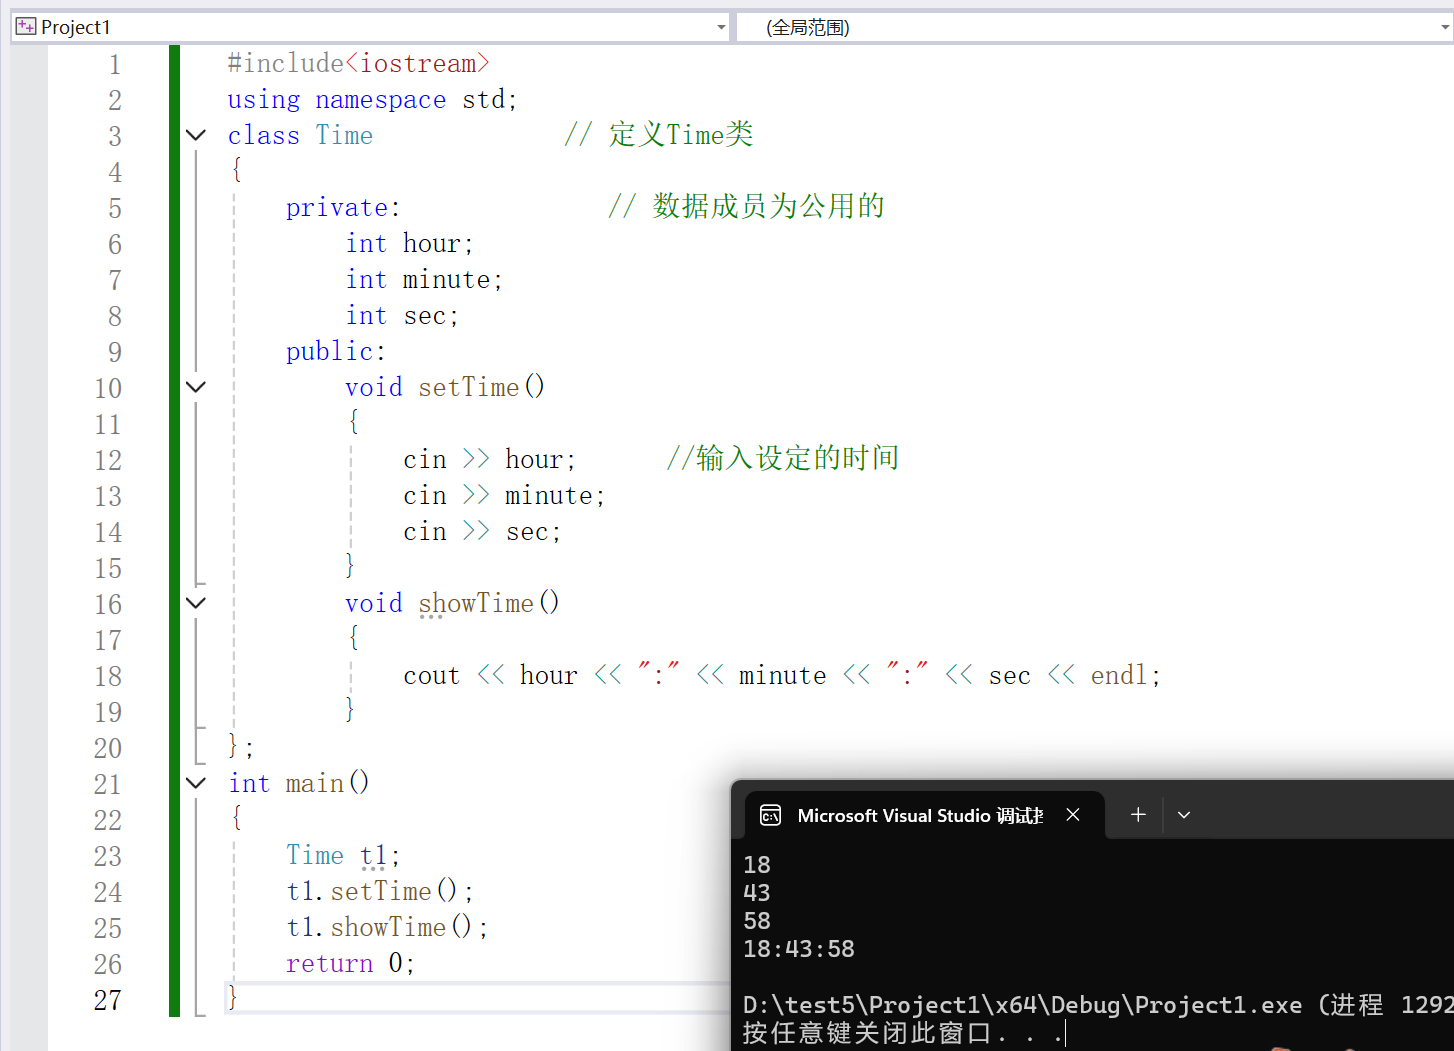 Project1
(全局范围)
1 #include<iostream>
2 using namespace std;
3 class Time // 定义Time类
4 {
5 private: // 数据成员为公用的
6 int hour;
7 int minute;
8 int sec;
9 public:
10 void setTime()
11 {
12 cin >> hour; //输入设定的时间
13 cin >> minute;
14 cin >> sec;
15 }
16 void showTime()
17 {
18 cout << hour << ":" << minute << ":" << sec << endl;
19 }
20 };
21 int main()
22 {
23 Time t1;
24 t1.setTime();
25 t1.showTime();
26 return 0;
27 }
Microsoft Visual Studio 调试
18
43
58
18:43:58
D:\test5\Project1\x64\Debug\Project1.exe (进程 1292
按任意键关闭此窗口. . .